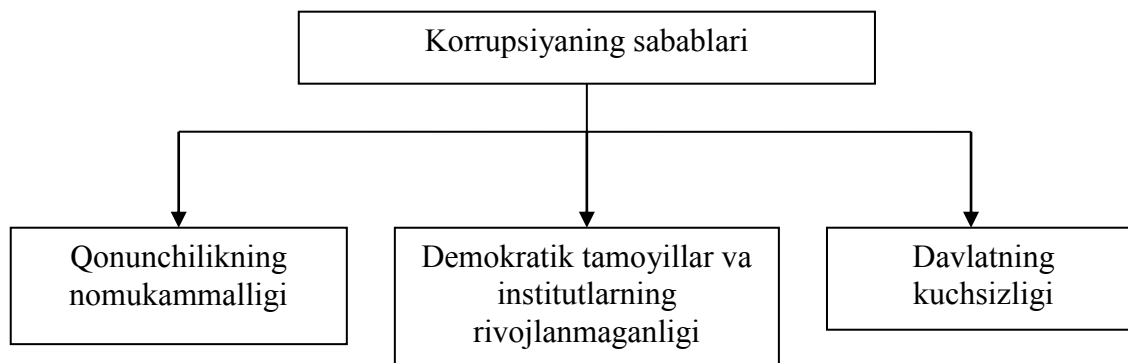 Korrupsiyaning sabablari
Qonunchilikning
nomukammalligi
Demokratik tamoyillar va
institutlarning
rivojlanmaganligi
Davlatning
kuchsizligi